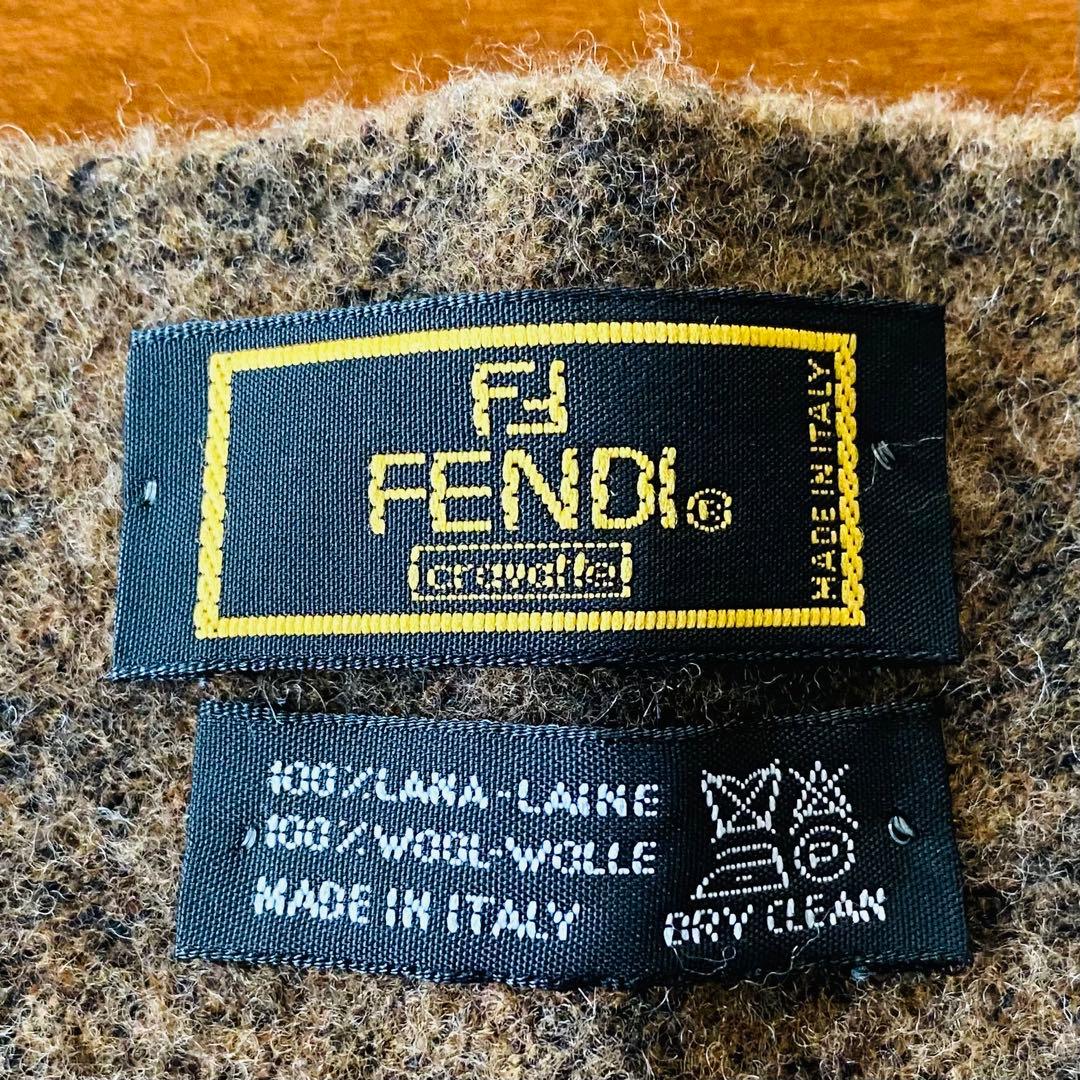 FF
FENDI®
cravatte
MADE IN ITALY
100%LANA-LAINE
100%WOOL-WOLLE
MADE IN ITALY
P
DRY CLEAN